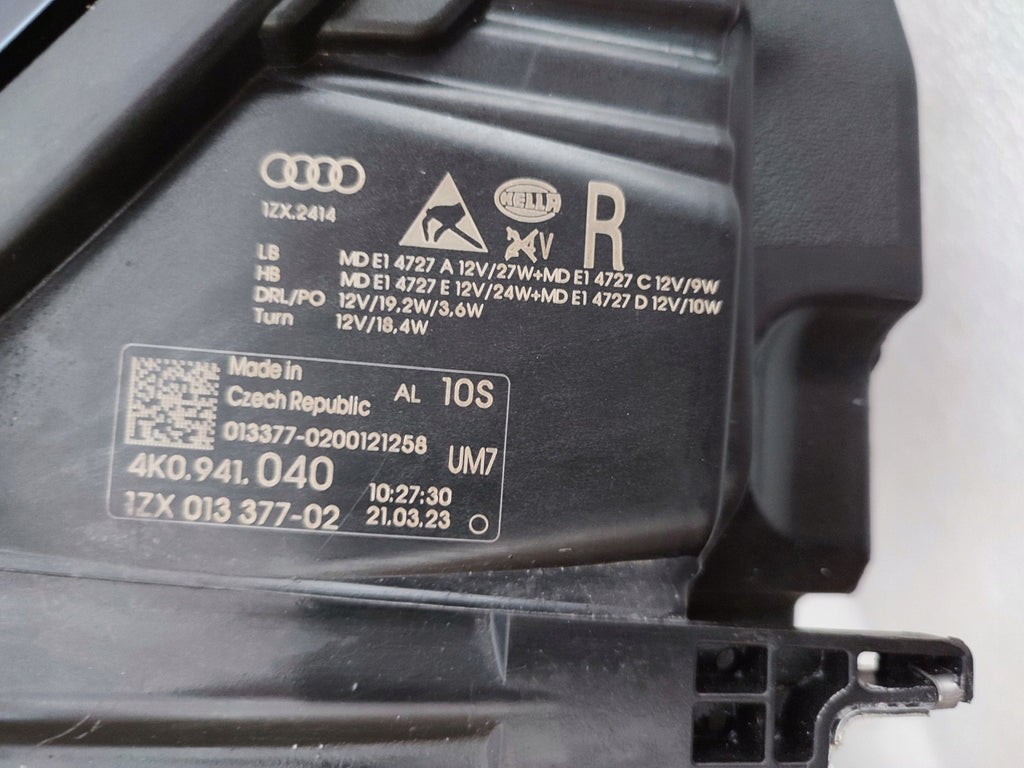 1ZX.2414
HELLA
24V
R
LB MD E1 4727 A 12V/27W+MD E1 4727 C 12V/9W
HB MD E1 4727 E 12V/24W+MD E1 4727 D 12V/10W
DRL/PO 12V/19,2W/3,6W
Turn 12V/18,4W
Made in
Czech Republic
AL 10S
013377-0200121258
UM7
4K0.941.040
10:27:30
1ZX 013 377-02
21.03.23